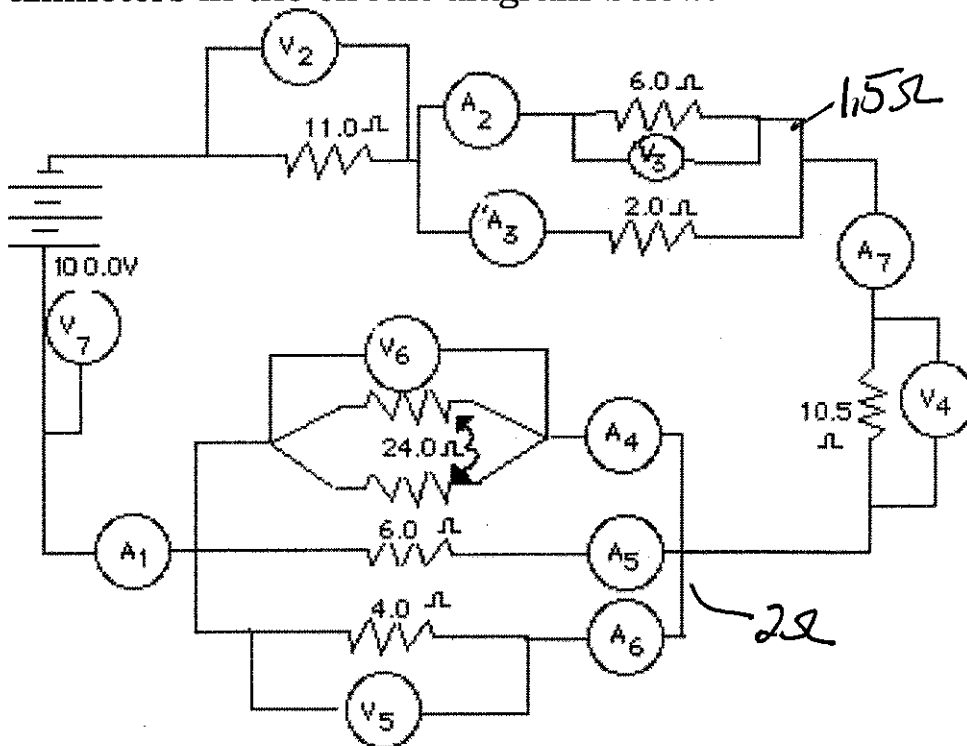 ammeters in the circuit diagram below.
V2
11.0 Ω
A2
6.0 Ω
1,5Ω
V3
A3
2.0 Ω
100.0V
A7
V7
V6
24.0 Ω
A4
10.5 Ω
V4
A1
6.0 Ω
A5
4.0 Ω
A6
2Ω
V5